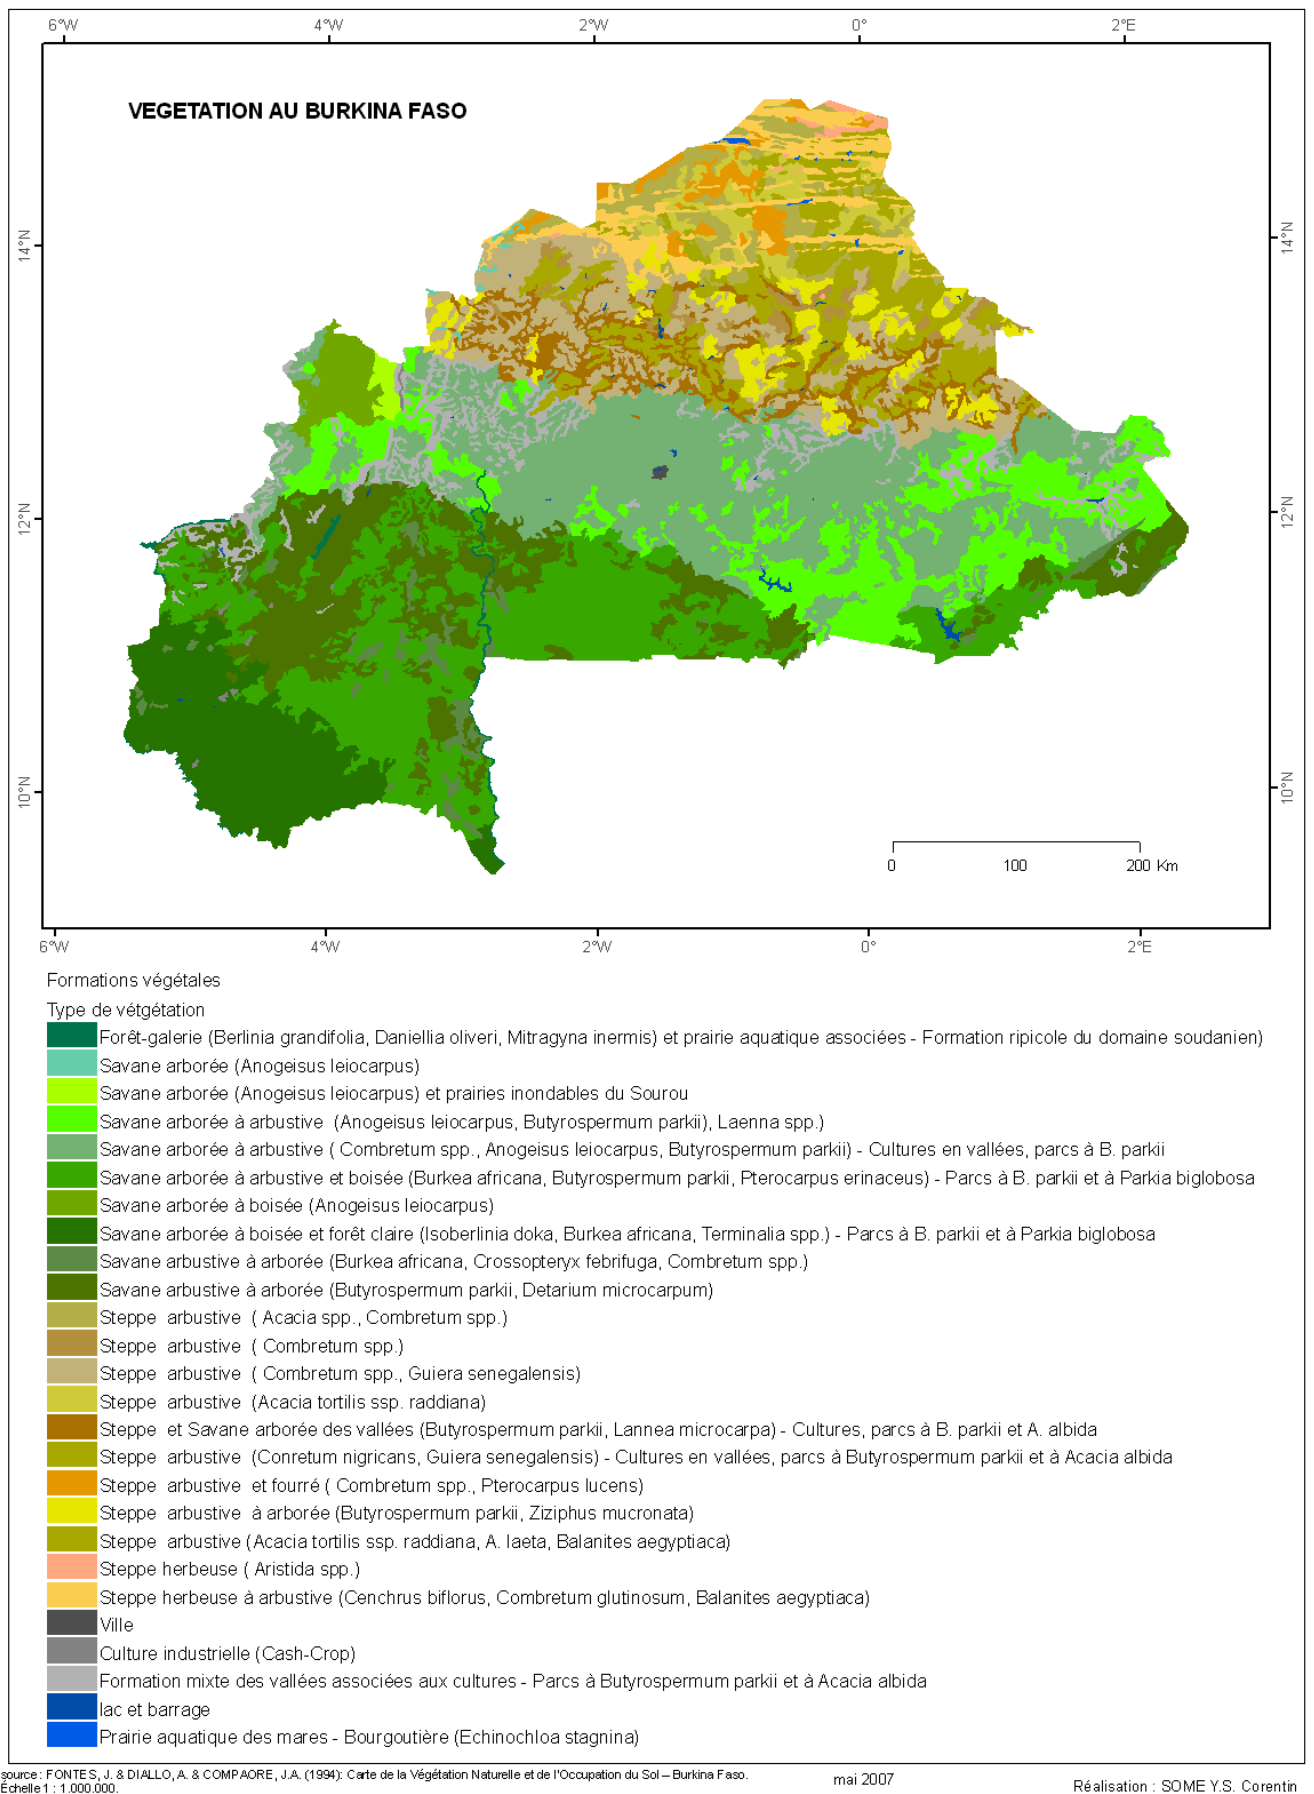 6°W 4°W 2°W 0° 2°E
VEGETATION AU BURKINA FASO
14°N 14°N
12°N 12°N
10°N 10°N
0 100 200 Km
6°W 4°W 2°W 0° 2°E
Formations végétales
Type de vétgétation
Forêt-galerie (Berlinia grandifolia, Daniellia oliveri, Mitragyna inermis) et prairie aquatique associées - Formation ripicole du domaine soudanien)
Savane arborée (Anogeisus leiocarpus)
Savane arborée (Anogeisus leiocarpus) et prairies inondables du Sourou
Savane arborée à arbustive (Anogeisus leiocarpus, Butyrospermum parkii), Laenna spp.)
Savane arborée à arbustive ( Combretum spp., Anogeisus leiocarpus, Butyrospermum parkii) - Cultures en vallées, parcs à B. parkii
Savane arborée à arbustive et boisée (Burkea africana, Butyrospermum parkii, Pterocarpus erinaceus) - Parcs à B. parkii et à Parkia biglobosa
Savane arborée à boisée (Anogeisus leiocarpus)
Savane arborée à boisée et forêt claire (Isoberlinia doka, Burkea africana, Terminalia spp.) - Parcs à B. parkii et à Parkia biglobosa
Savane arbustive à arborée (Burkea africana, Crossopteryx febrifuga, Combretum spp.)
Savane arbustive à arborée (Butyrospermum parkii, Detarium microcarpum)
Steppe arbustive ( Acacia spp., Combretum spp.)
Steppe arbustive ( Combretum spp.)
Steppe arbustive ( Combretum spp., Guiera senegalensis)
Steppe arbustive (Acacia tortilis ssp. raddiana)
Steppe et Savane arborée des vallées (Butyrospermum parkii, Lannea microcarpa) - Cultures, parcs à B. parkii et A. albida
Steppe arbustive (Conretum nigricans, Guiera senegalensis) - Cultures en vallées, parcs à Butyrospermum parkii et à Acacia albida
Steppe arbustive et fourré ( Combretum spp., Pterocarpus lucens)
Steppe arbustive à arborée (Butyrospermum parkii, Ziziphus mucronata)
Steppe arbustive (Acacia tortilis ssp. raddiana, A. laeta, Balanites aegyptiaca)
Steppe herbeuse ( Aristida spp.)
Steppe herbeuse à arbustive (Cenchrus biflorus, Combretum glutinosum, Balanites aegyptiaca)
Ville
Culture industrielle (Cash-Crop)
Formation mixte des vallées associées aux cultures - Parcs à Butyrospermum parkii et à Acacia albida
lac et barrage
Prairie aquatique des mares - Bourgoutière (Echinochloa stagnina)
source : FONTES, J. & DIALLO, A. & COMPAORE, J.A. (1994): Carte de la Végétation Naturelle et de l'Occupation du Sol – Burkina Faso.
Échelle 1 : 1.000.000.
mai 2007
Réalisation : SOME Y.S. Corentin